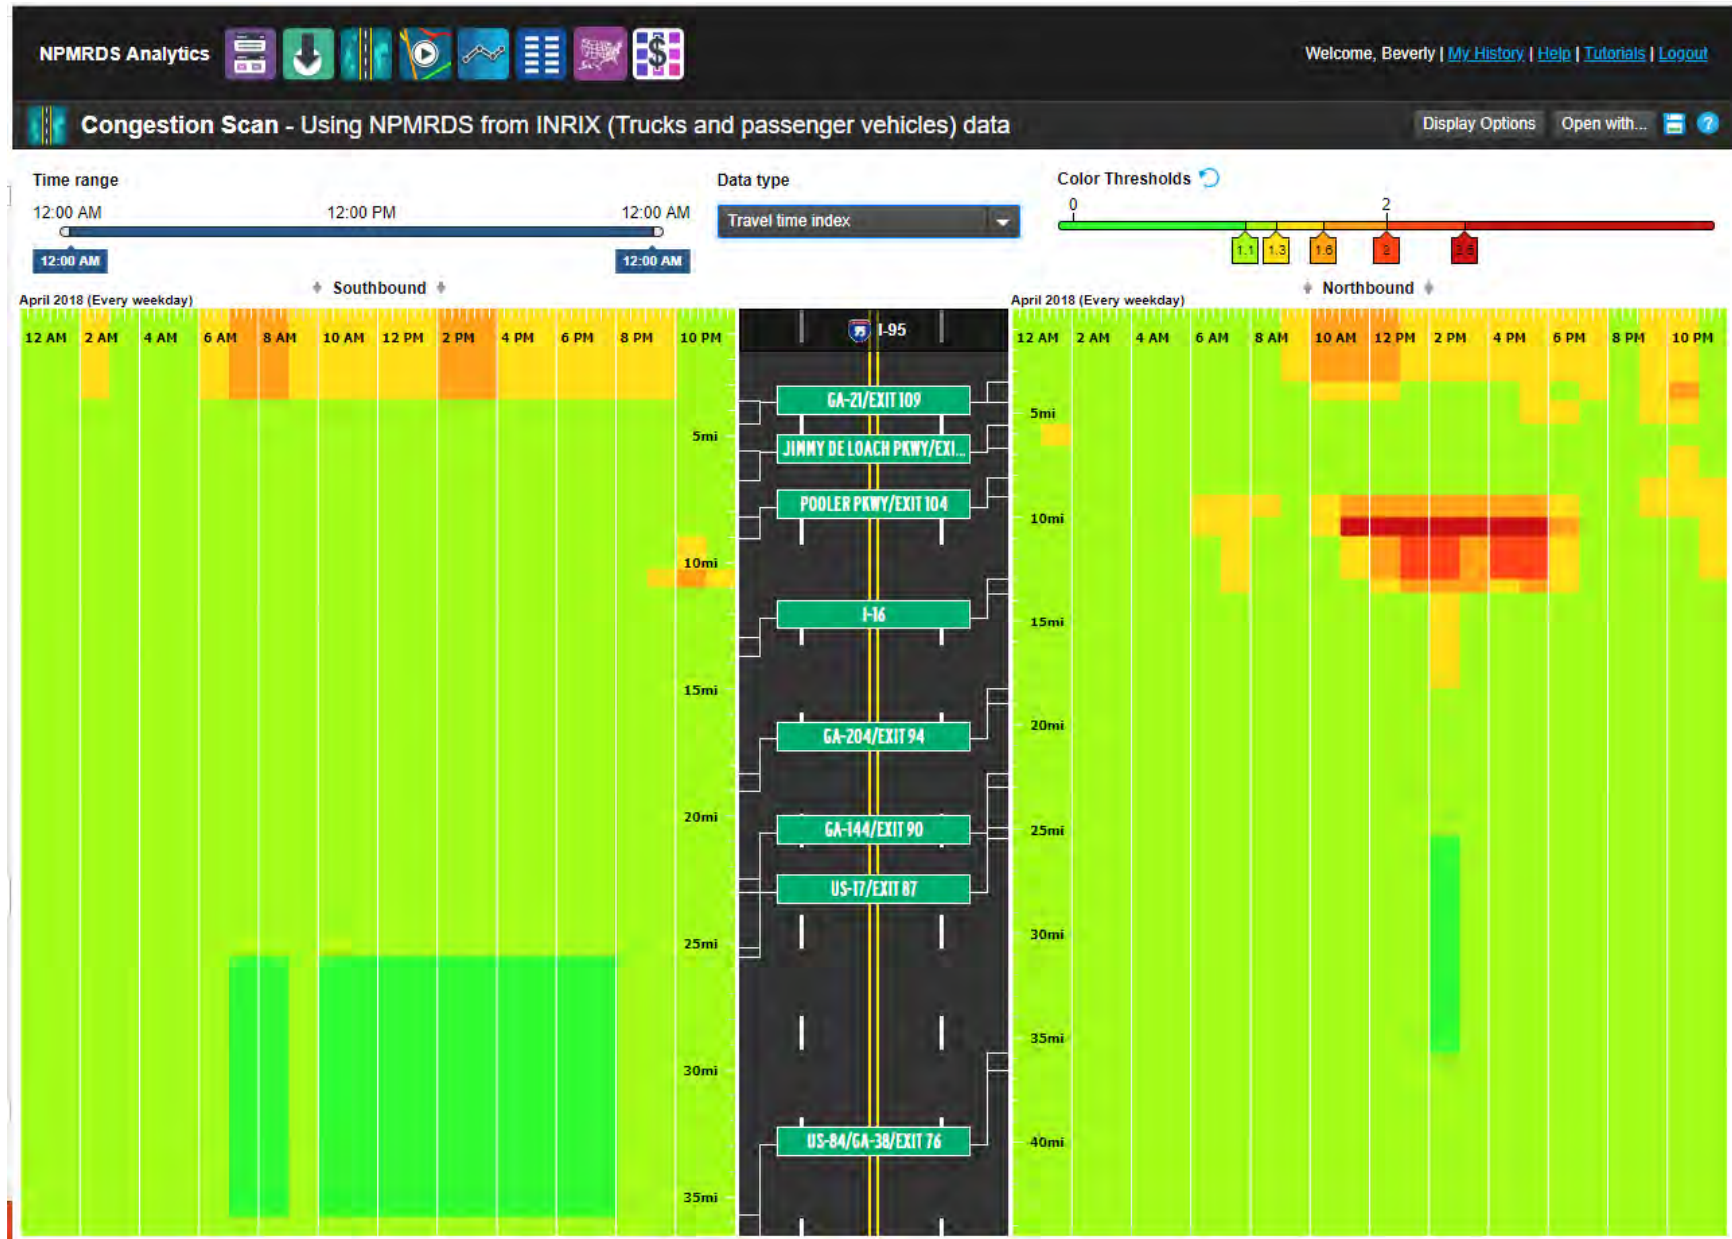 NPMRDS Analytics
Welcome, Beverly | My History | Help | Tutorials | Logout
Congestion Scan - Using NPMRDS from INRIX (Trucks and passenger vehicles) data
Display Options Open with... ?
Time range
12:00 AM 12:00 PM 12:00 AM
12:00 AM 12:00 AM
Data type
Travel time index
Color Thresholds
0 2
1.1 1.3 1.6 2
Southbound
April 2018 (Every weekday)
12 AM 2 AM 4 AM 6 AM 8 AM 10 AM 12 PM 2 PM 4 PM 6 PM 8 PM 10 PM
5mi
10mi
15mi
20mi
25mi
30mi
35mi
I-95
GA-21/EXIT 109
JIMMY DE LOACH PKWY/EXI...
POOLER PKWY/EXIT 104
I-16
GA-204/EXIT 94
GA-144/EXIT 90
US-17/EXIT 87
US-84/GA-38/EXIT 76
Northbound
April 2018 (Every weekday)
12 AM 2 AM 4 AM 6 AM 8 AM 10 AM 12 PM 2 PM 4 PM 6 PM 8 PM 10 PM
5mi
10mi
15mi
20mi
25mi
30mi
35mi
40mi